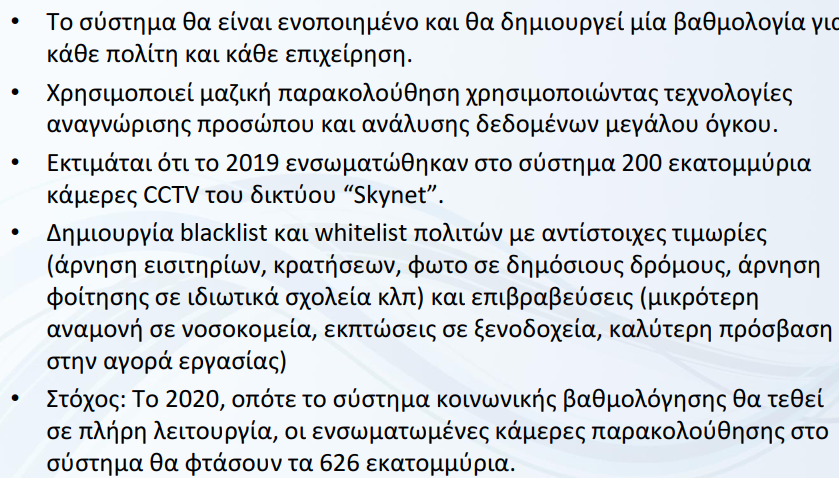 • Το σύστημα θα είναι ενοποιημένο και θα δημιουργεί μία βαθμολογία για
κάθε πολίτη και κάθε επιχείρηση.
• Χρησιμοποιεί μαζική παρακολούθηση χρησιμοποιώντας τεχνολογίες
αναγνώρισης προσώπου και ανάλυσης δεδομένων μεγάλου όγκου.
• Εκτιμάται ότι το 2019 ενσωματώθηκαν στο σύστημα 200 εκατομμύρια
κάμερες CCTV του δικτύου “Skynet”.
• Δημιουργία blacklist και whitelist πολιτών με αντίστοιχες τιμωρίες
(άρνηση εισιτηρίων, κρατήσεων, φωτο σε δημόσιους δρόμους, άρνηση
φοίτησης σε ιδιωτικά σχολεία κλπ) και επιβραβεύσεις (μικρότερη
αναμονή σε νοσοκομεία, εκπτώσεις σε ξενοδοχεία, καλύτερη πρόσβαση
στην αγορά εργασίας)
• Στόχος: Το 2020, οπότε το σύστημα κοινωνικής βαθμολόγησης θα τεθεί
σε πλήρη λειτουργία, οι ενσωματωμένες κάμερες παρακολούθησης στο
σύστημα θα φτάσουν τα 626 εκατομμύρια.